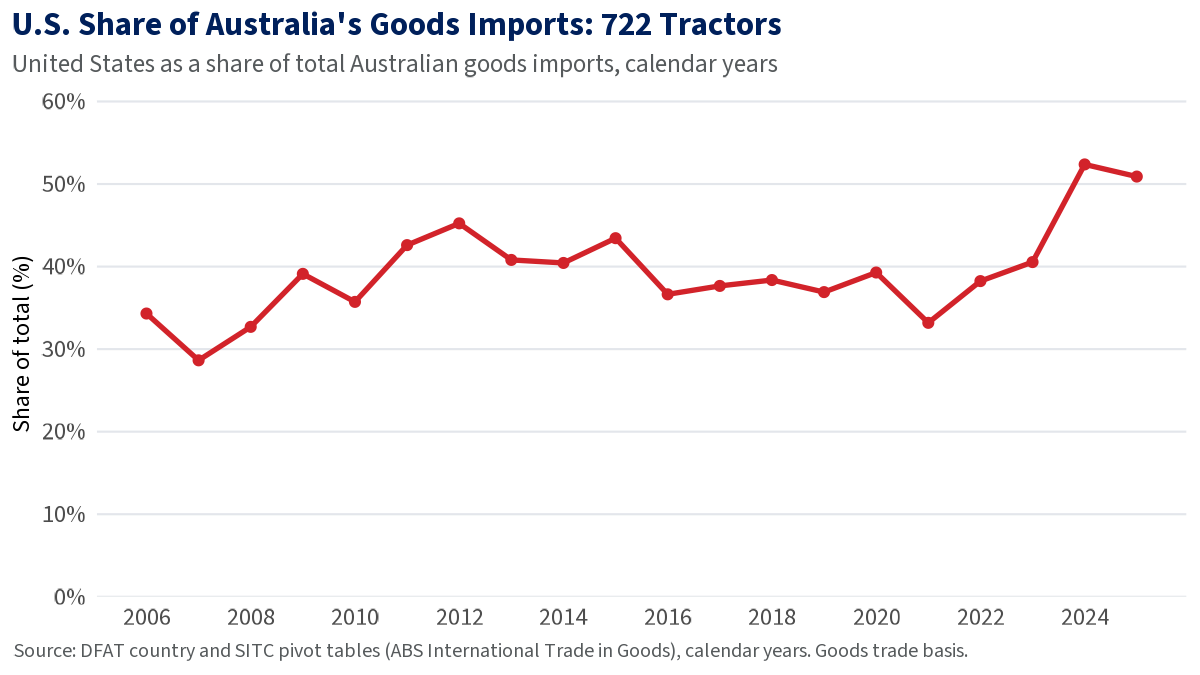 U.S. Share of Australia's Goods Imports: 722 Tractors
United States as a share of total Australian goods imports, calendar years
Share of total (%)
60%
50%
40%
30%
20%
10%
0%
2006 2008 2010 2012 2014 2016 2018 2020 2022 2024
Source: DFAT country and SITC pivot tables (ABS International Trade in Goods), calendar years. Goods trade basis.